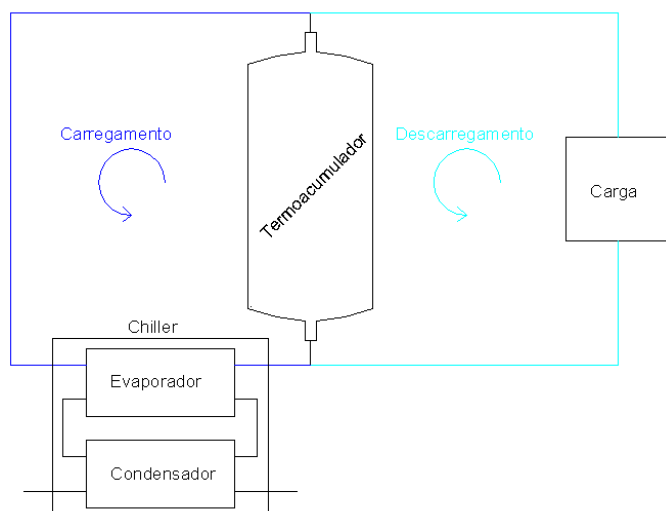 Carregamento
Descarregamento
Termoacumulador
Carga
Chiller
Evaporador
Condensador